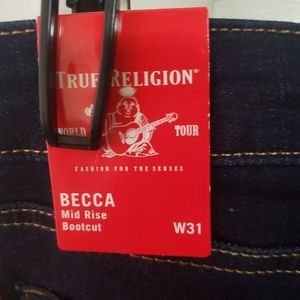 TRUE RELIGION®
WORLD TOUR
FASHION FOR THE SENSES
BECCA
Mid Rise
Bootcut
W31